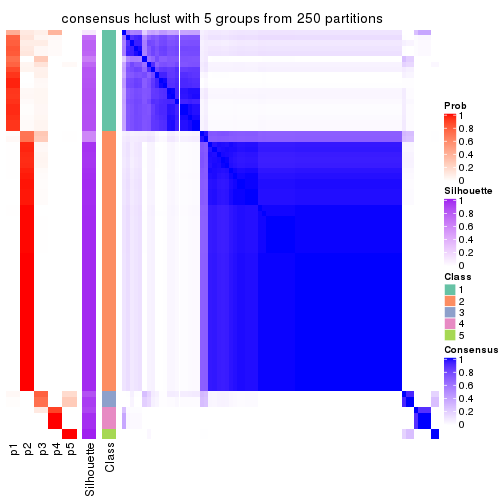 consensus hclust with 5 groups from 250 partitions
Prob
1
0.8
0.6
0.4
0.2
0
Silhouette
1
0.8
0.6
0.4
0.2
0
Class
1
2
3
4
5
Consensus
1
0.8
0.6
0.4
0.2
0
p1
p2
p3
p4
p5
Silhouette
Class